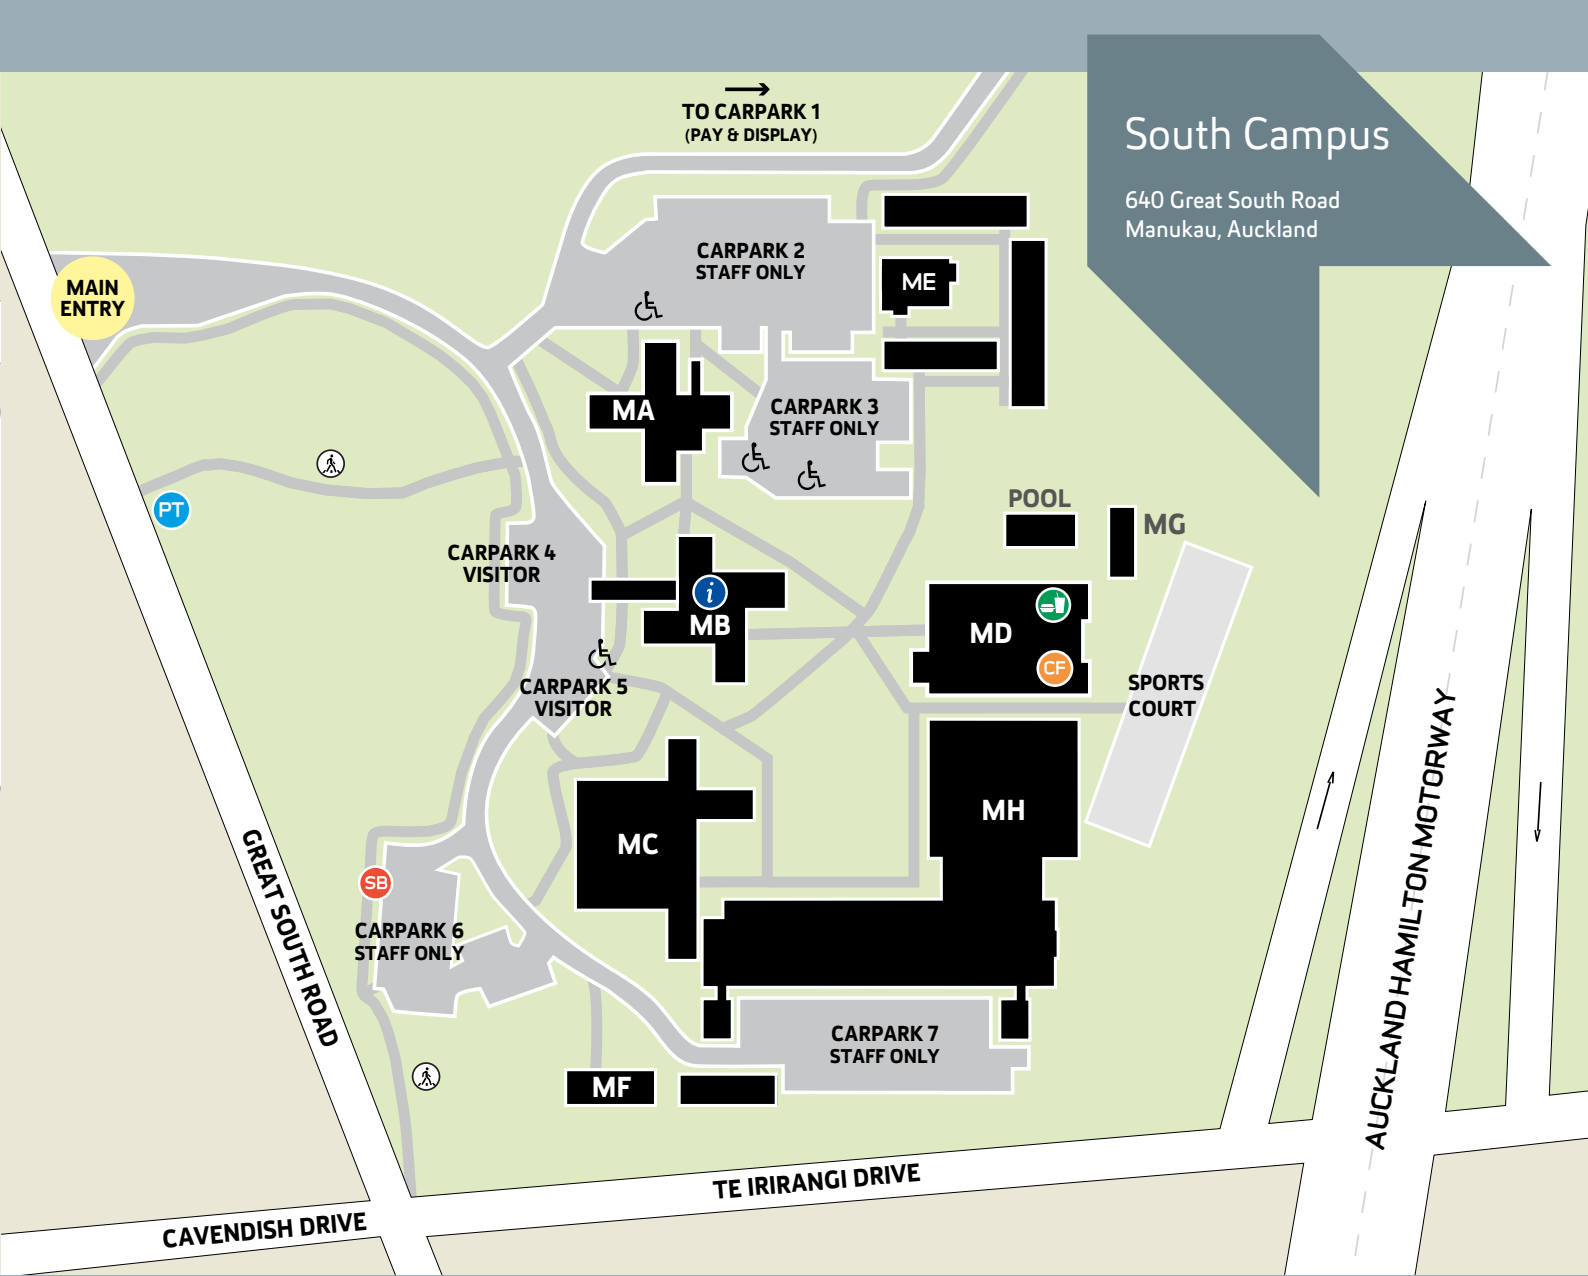 TO CARPARK 1
(PAY & DISPLAY)
South Campus
640 Great South Road
Manukau, Auckland
CARPARK 2
STAFF ONLY
MAIN
ENTRY
ME
MA
CARPARK 3
STAFF ONLY
PT
POOL
MG
CARPARK 4
VISITOR
i
MB
MD
CF
CARPARK 5
VISITOR
SPORTS
COURT
MC
MH
SB
CARPARK 6
STAFF ONLY
GREAT SOUTH ROAD
AUCKLAND HAMILTON MOTORWAY
CARPARK 7
STAFF ONLY
MF
TE IRIRANGI DRIVE
CAVENDISH DRIVE